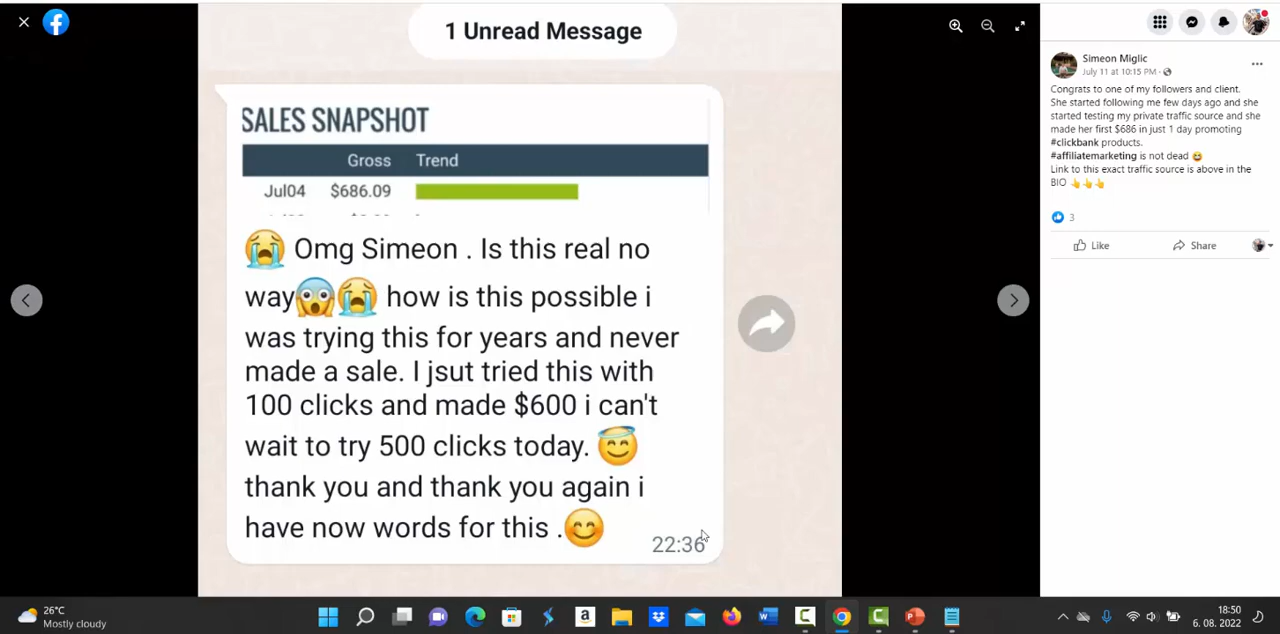 1 Unread Message
SALES SNAPSHOT
Gross Trend
Jul04 $686.09
Omg Simeon . Is this real no
way😱😭 how is this possible i
was trying this for years and never
made a sale. I jsut tried this with
100 clicks and made $600 i can't
wait to try 500 clicks today. 😇
thank you and thank you again i
have now words for this .😊
22:36
Simeon Miglic
July 11 at 10:15 PM ·
Congrats to one of my followers and client.
She started following me few days ago and she
started testing my private traffic source and she
made her first $686 in just 1 day promoting
#clickbank products.
#affiliatemarketing is not dead 😂
Link to this exact traffic source is above in the
BIO 👆👆👆
3
Like Share
26°C
Mostly cloudy
18:50
6. 08. 2022